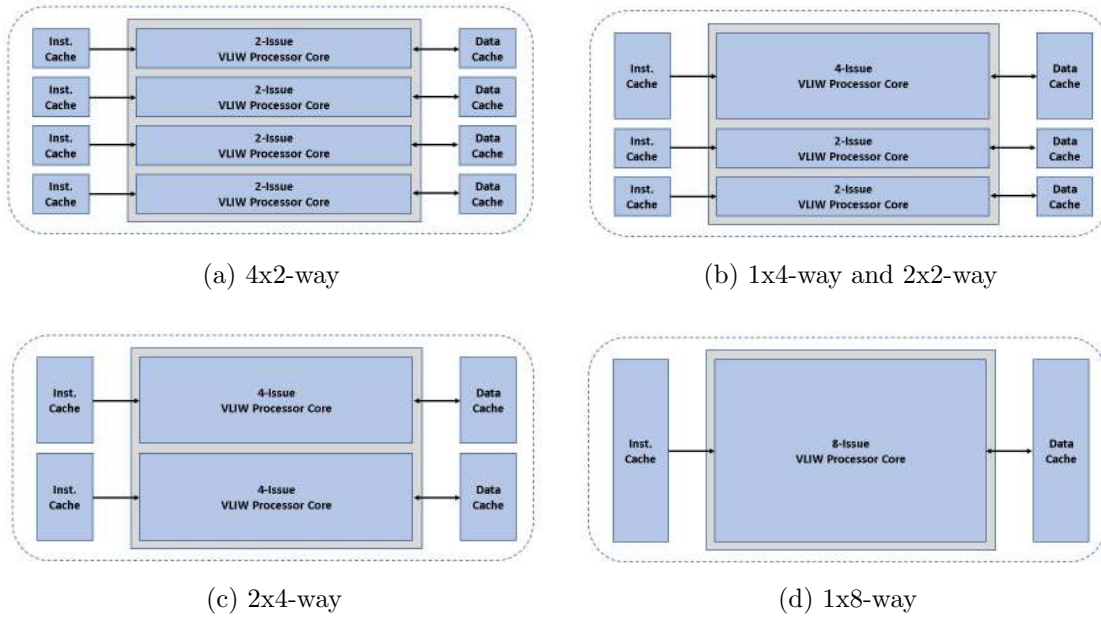 Inst.
Cache
2-Issue
VLIW Processor Core
Data
Cache
Inst.
Cache
2-Issue
VLIW Processor Core
Data
Cache
Inst.
Cache
2-Issue
VLIW Processor Core
Data
Cache
Inst.
Cache
2-Issue
VLIW Processor Core
Data
Cache
(a) 4x2-way
Inst.
Cache
4-Issue
VLIW Processor Core
Data
Cache
Inst.
Cache
2-Issue
VLIW Processor Core
Data
Cache
Inst.
Cache
2-Issue
VLIW Processor Core
Data
Cache
(b) 1x4-way and 2x2-way
Inst.
Cache
4-Issue
VLIW Processor Core
Data
Cache
Inst.
Cache
4-Issue
VLIW Processor Core
Data
Cache
(c) 2x4-way
Inst.
Cache
8-Issue
VLIW Processor Core
Data
Cache
(d) 1x8-way